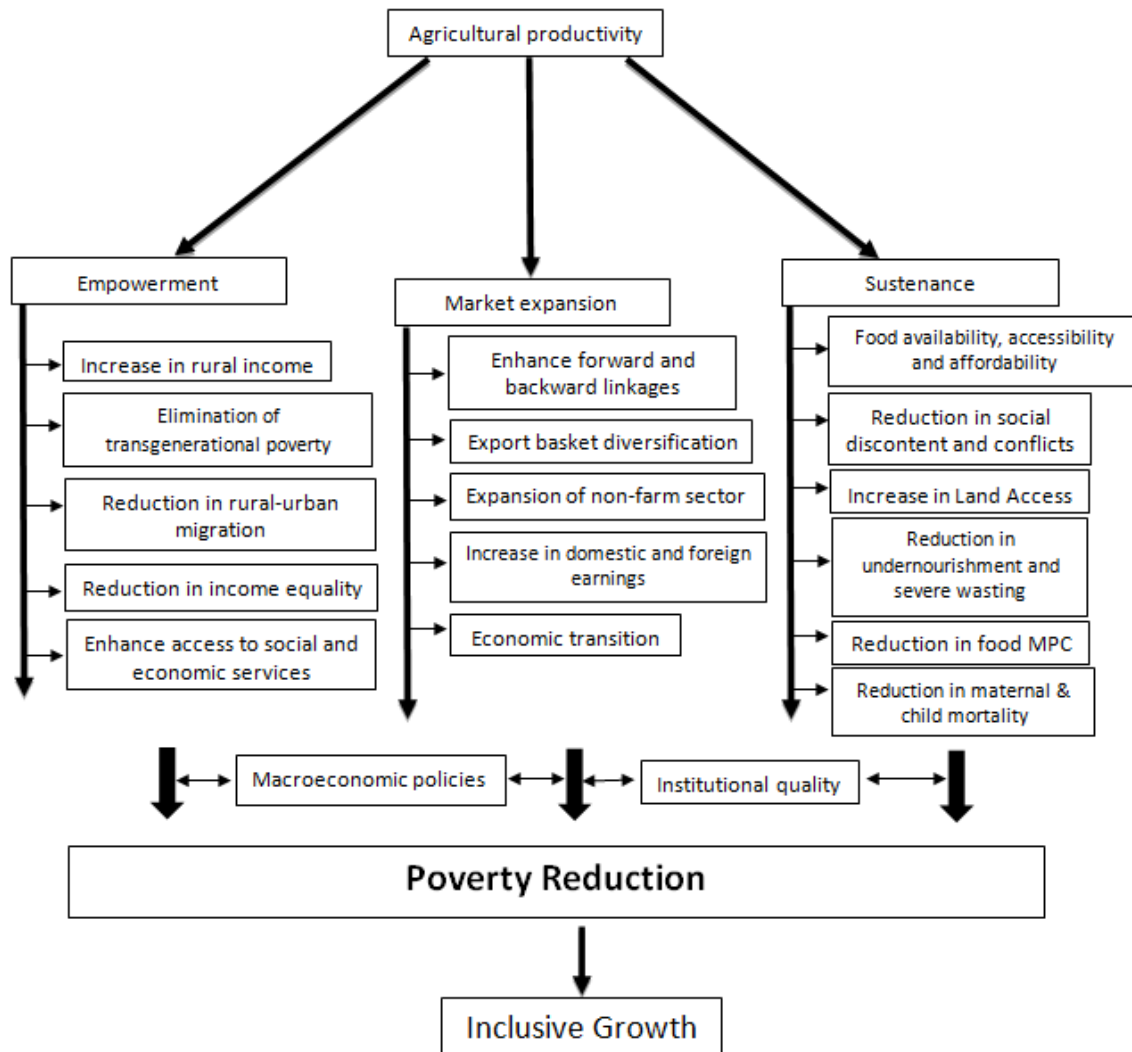 Agricultural productivity
Empowerment
Increase in rural income
Elimination of
transgenerational poverty
Reduction in rural-urban
migration
Reduction in income equality
Enhance access to social and
economic services
Market expansion
Enhance forward and
backward linkages
Export basket diversification
Expansion of non-farm sector
Increase in domestic and foreign
earnings
Economic transition
Sustenance
Food availability, accessibility
and affordability
Reduction in social
discontent and conflicts
Increase in Land Access
Reduction in
undernourishment and
severe wasting
Reduction in food MPC
Reduction in maternal &
child mortality
Macroeconomic policies
Institutional quality
Poverty Reduction
Inclusive Growth